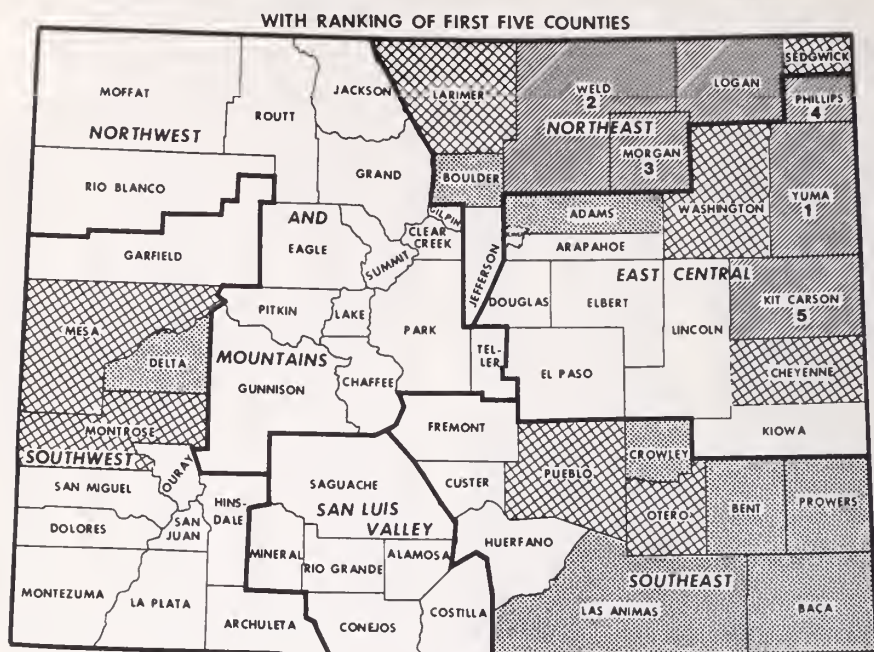 WITH RANKING OF FIRST FIVE COUNTIES
MOFFAT
ROUTT
JACKSON
LARIMER
WELD
2
LOGAN
SEDGWICK
PHILLIPS
4
NORTHWEST
NORTHEAST
MORGAN
3
RIO BLANCO
GRAND
BOULDER
WASHINGTON
YUMA
1
GILPIN
ADAMS
AND
EAGLE
CLEAR
CREEK
ARAPAHOE
GARFIELD
SUMMIT
JEFFERSON
EAST CENTRAL
DOUGLAS
ELBERT
LINCOLN
KIT CARSON
5
PITKIN
LAKE
PARK
MESA
DELTA
TEL-
LER
EL PASO
CHEYENNE
MOUNTAINS
GUNNISON
CHAFFEE
FREMONT
KIOWA
MONTROSE
CROWLEY
SOUTHWEST
OURAY
PUEBLO
SAN MIGUEL
SAGUACHE
CUSTER
BENT
PROWERS
HINS-
DALE
SAN LUIS
VALLEY
OTERO
DOLORES
SAN
JUAN
HUERFANO
MINERAL
RIO GRANDE
ALAMOSA
SOUTHEAST
MONTEZUMA
LA PLATA
LAS ANIMAS
BACA
ARCHULETA
CONEJOS
COSTILLA